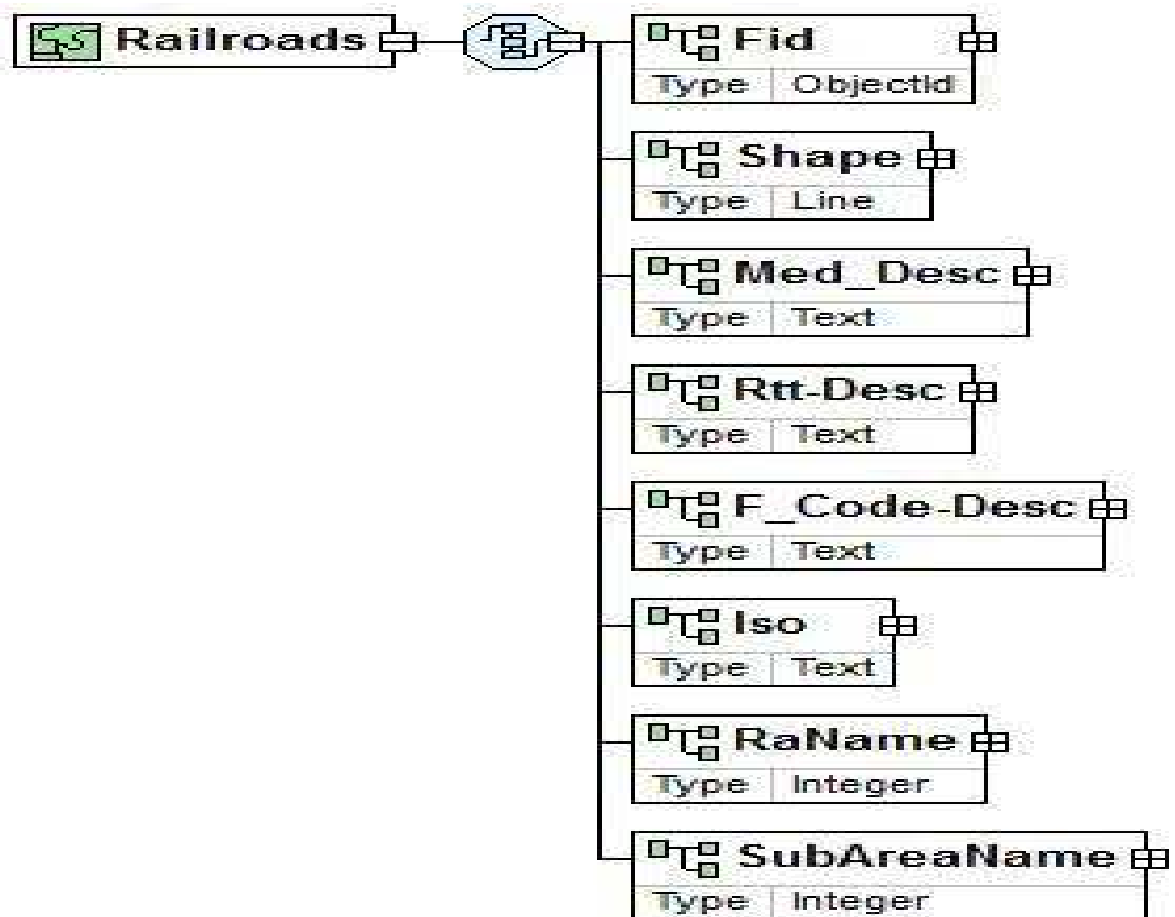 Railroads
Fid
Type ObjectId
Shape
Type Line
Med_Desc
Type Text
Rtt-Desc
Type Text
F_Code-Desc
Type Text
Iso
Type Text
RaName
Type Integer
SubAreaName
Type Integer